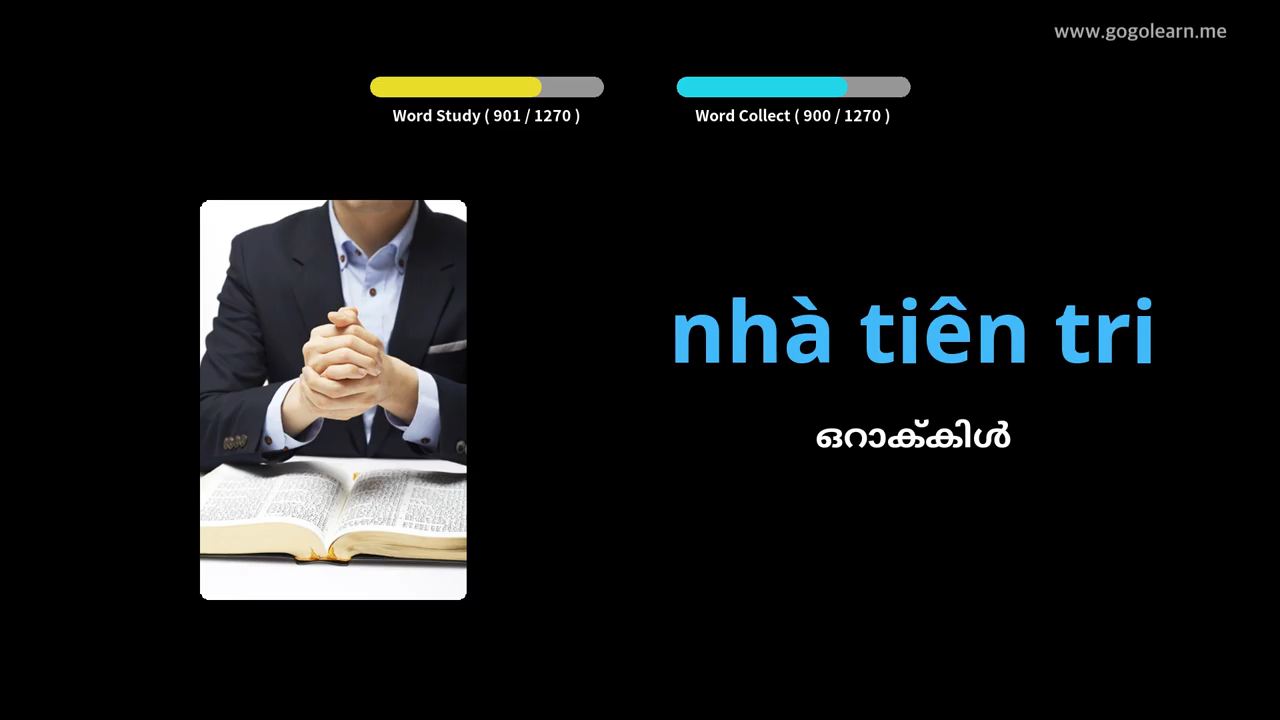 www.gogolearn.me
Word Study ( 901 / 1270 )
Word Collect ( 900 / 1270 )
nhà tiên tri
ഒറാക്കിൾ